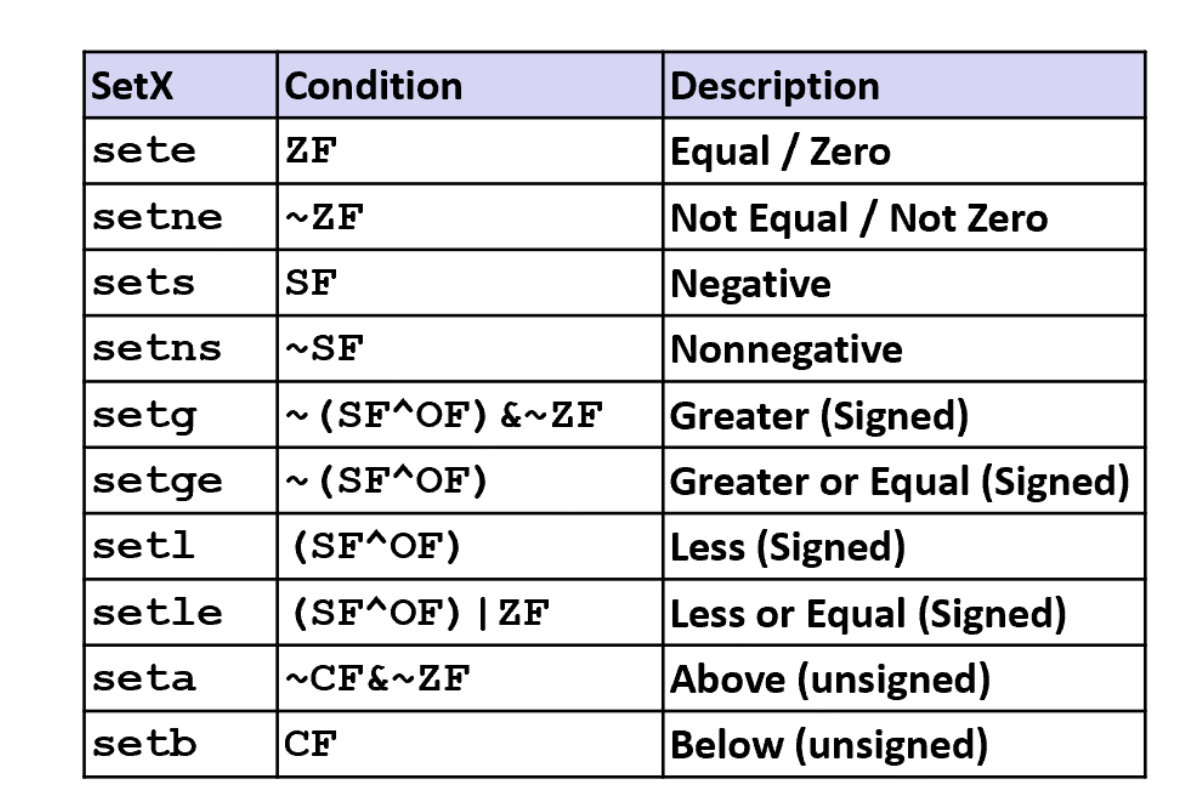 SetX Condition Description
sete ZF Equal / Zero
setne ~ZF Not Equal / Not Zero
sets SF Negative
setns ~SF Nonnegative
setg ~(SF^OF)&~ZF Greater (Signed)
setge ~(SF^OF) Greater or Equal (Signed)
setl (SF^OF) Less (Signed)
setle (SF^OF)|ZF Less or Equal (Signed)
seta ~CF&~ZF Above (unsigned)
setb CF Below (unsigned)